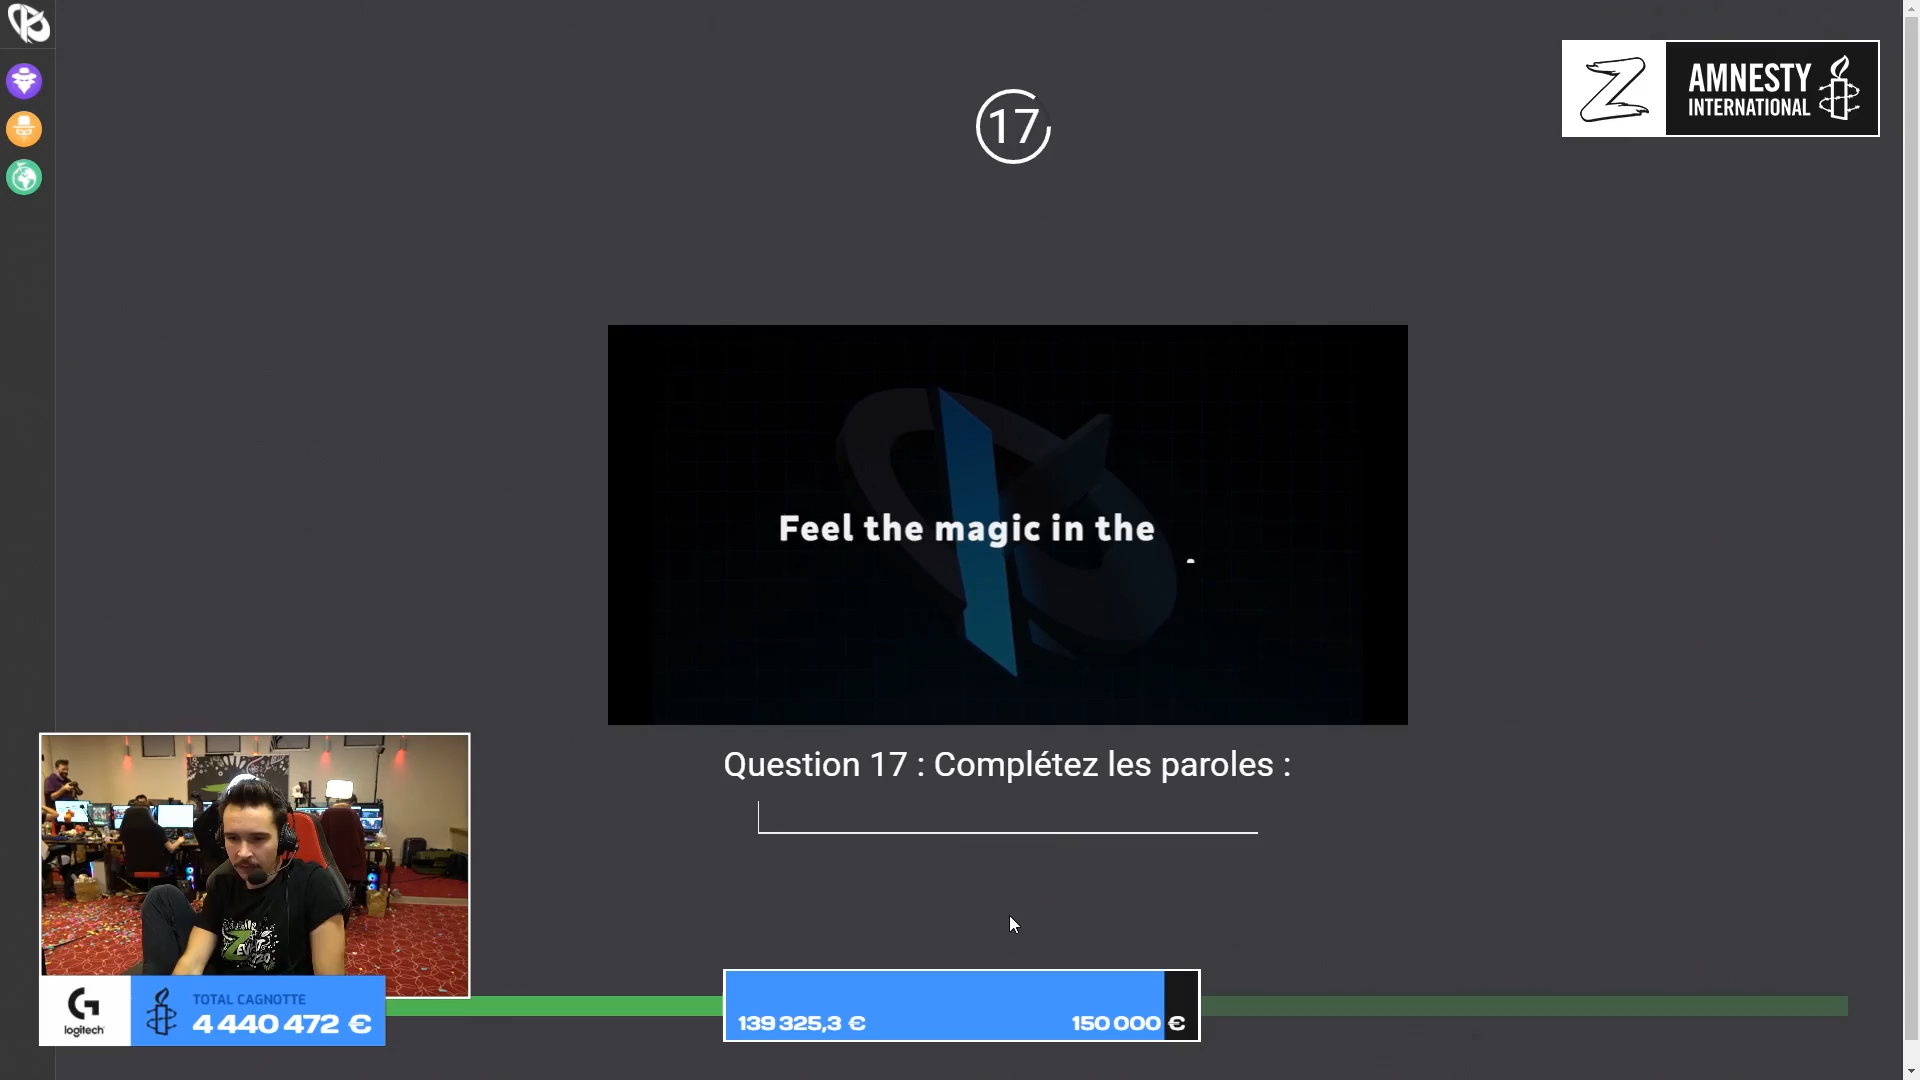 17
AMNESTY
INTERNATIONAL
Feel the magic in the
Question 17 : Complétez les paroles :
logitech
TOTAL CAGNOTTE
4 440 472 €
139 325,3 €
150 000 €